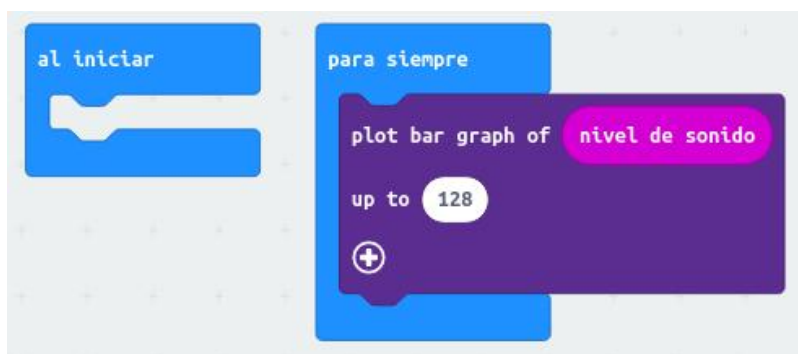 al iniciar
para siempre
plot bar graph of nivel de sonido
up to 128